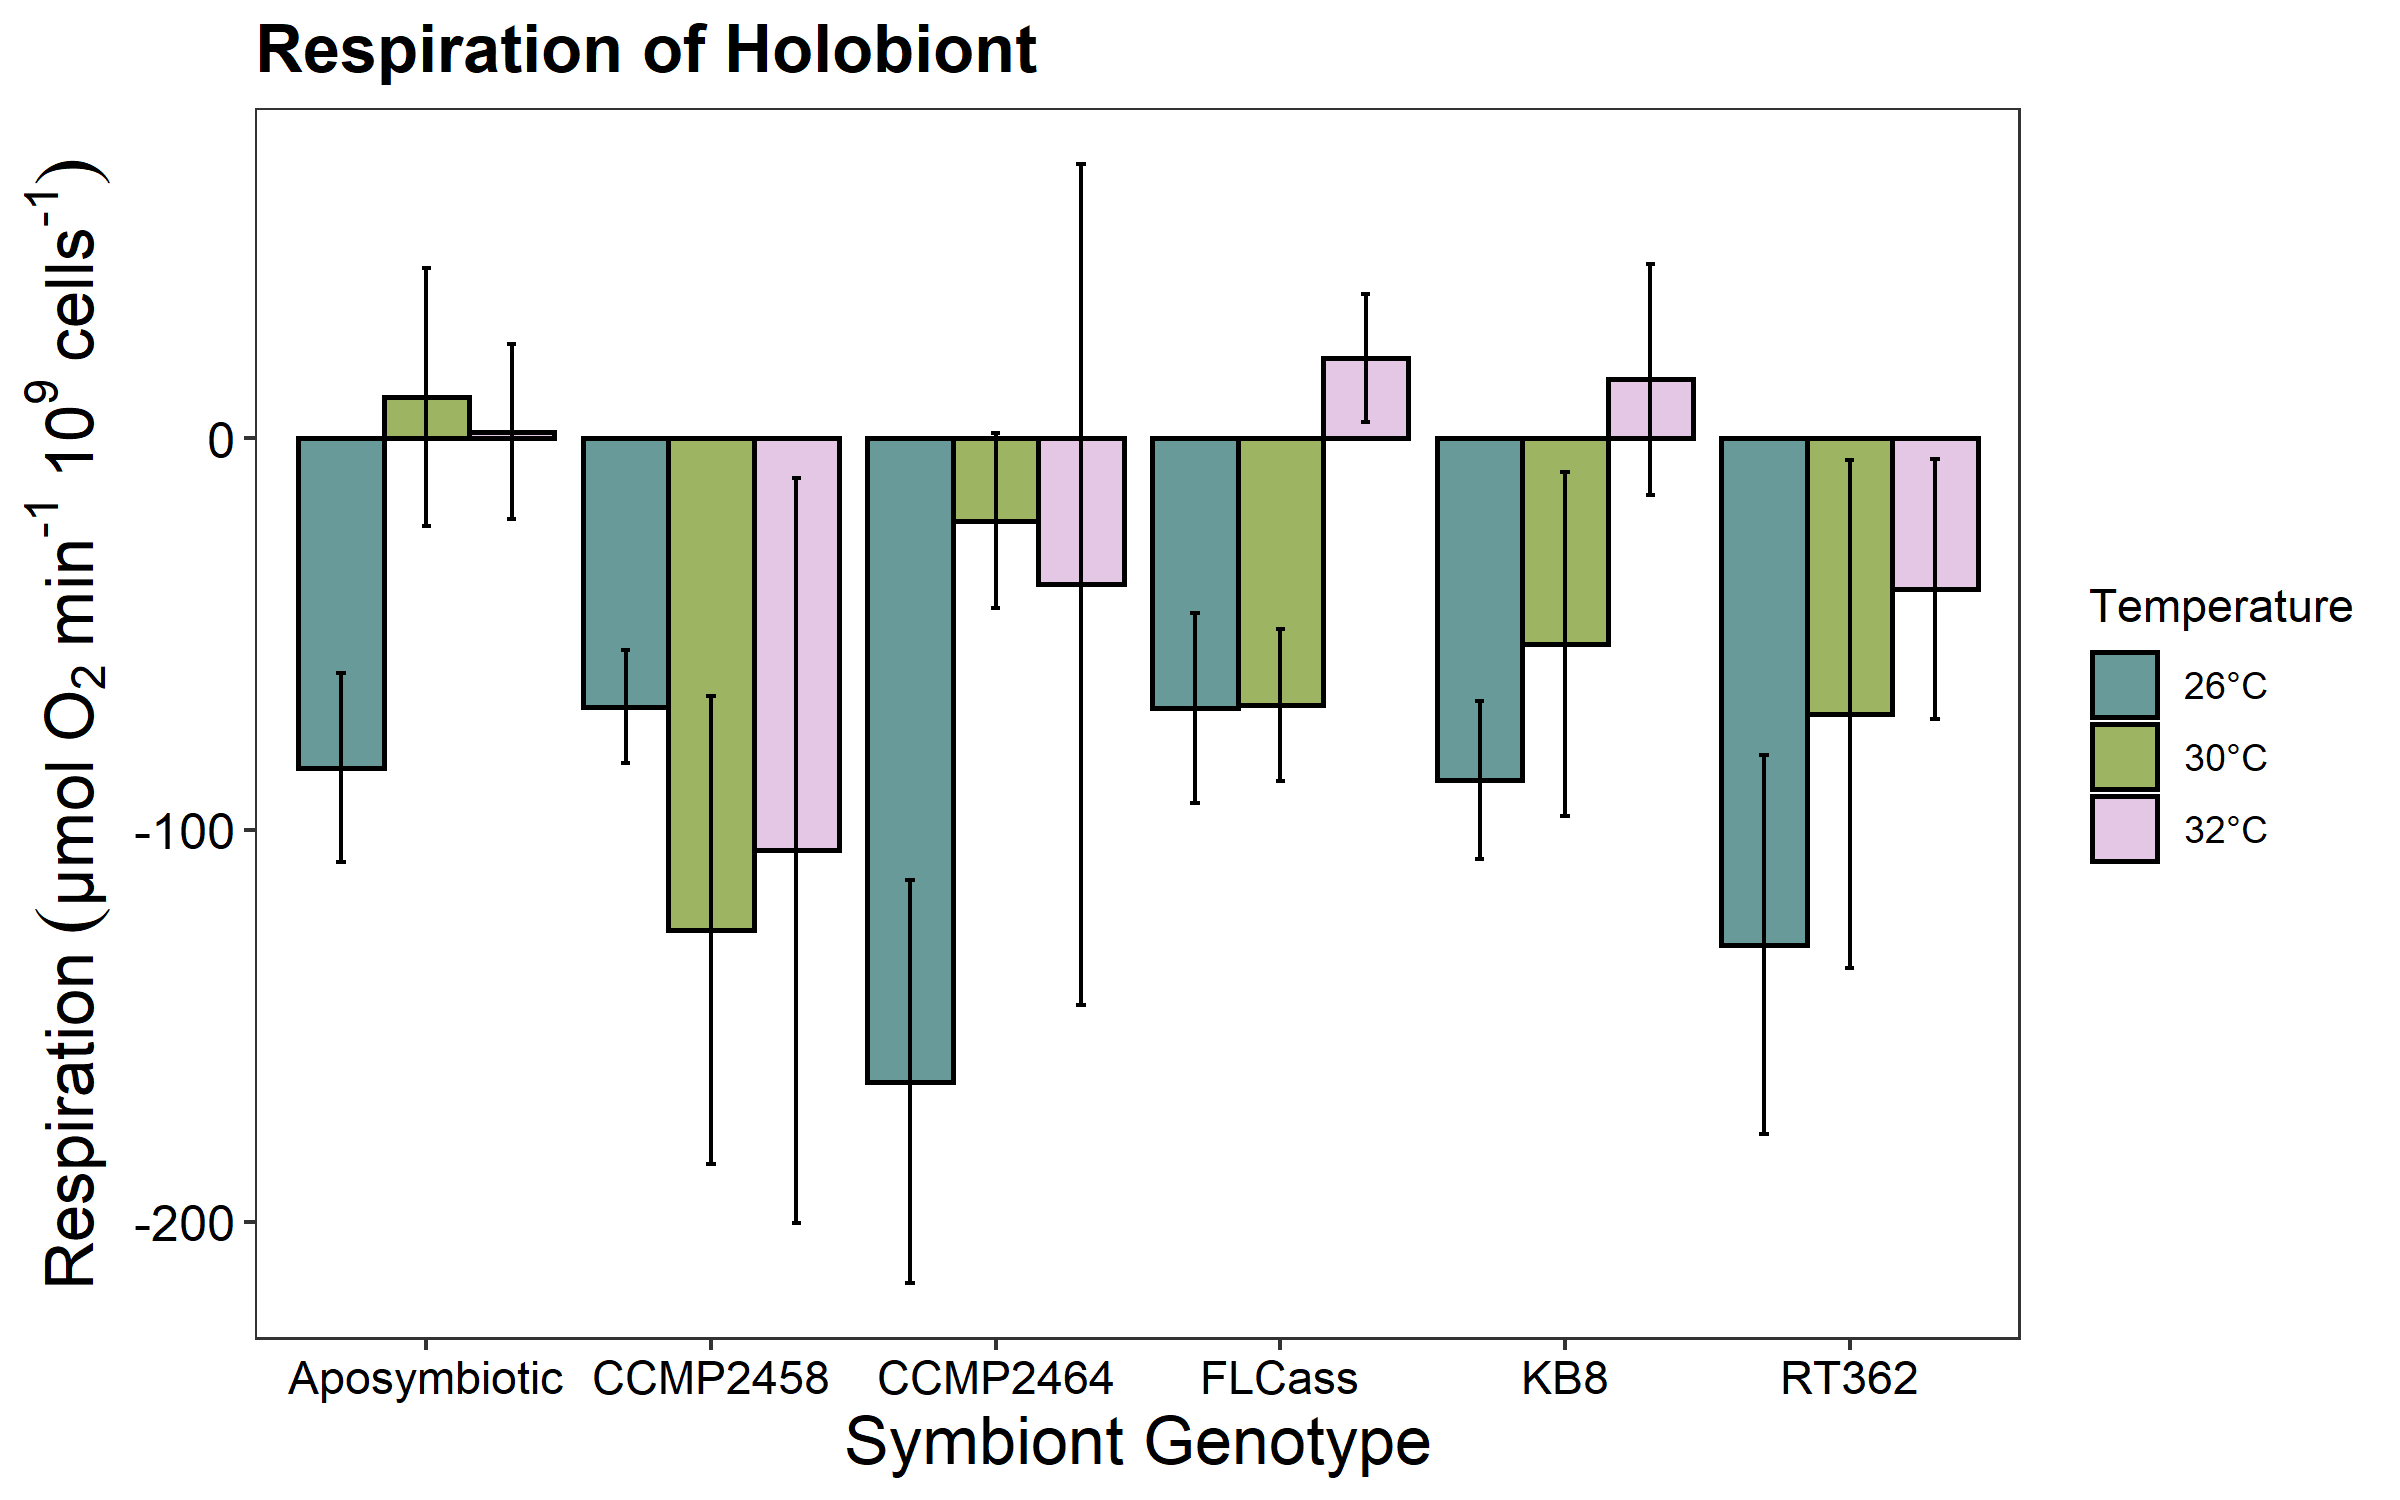 Respiration of Holobiont
Respiration (µmol O₂ min⁻¹ 10⁹ cells⁻¹)
0
-100
-200
Aposymbiotic CCMP2458 CCMP2464 FLCass KB8 RT362
Symbiont Genotype
Temperature
26°C
30°C
32°C